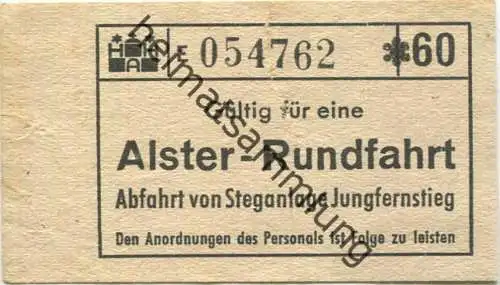 HHA E 054762 *60
Gültig für eine
Alster-Rundfahrt
Abfahrt von Steganlage Jungfernstieg
Den Anordnungen des Personals ist Folge zu leisten
heimatsammlung